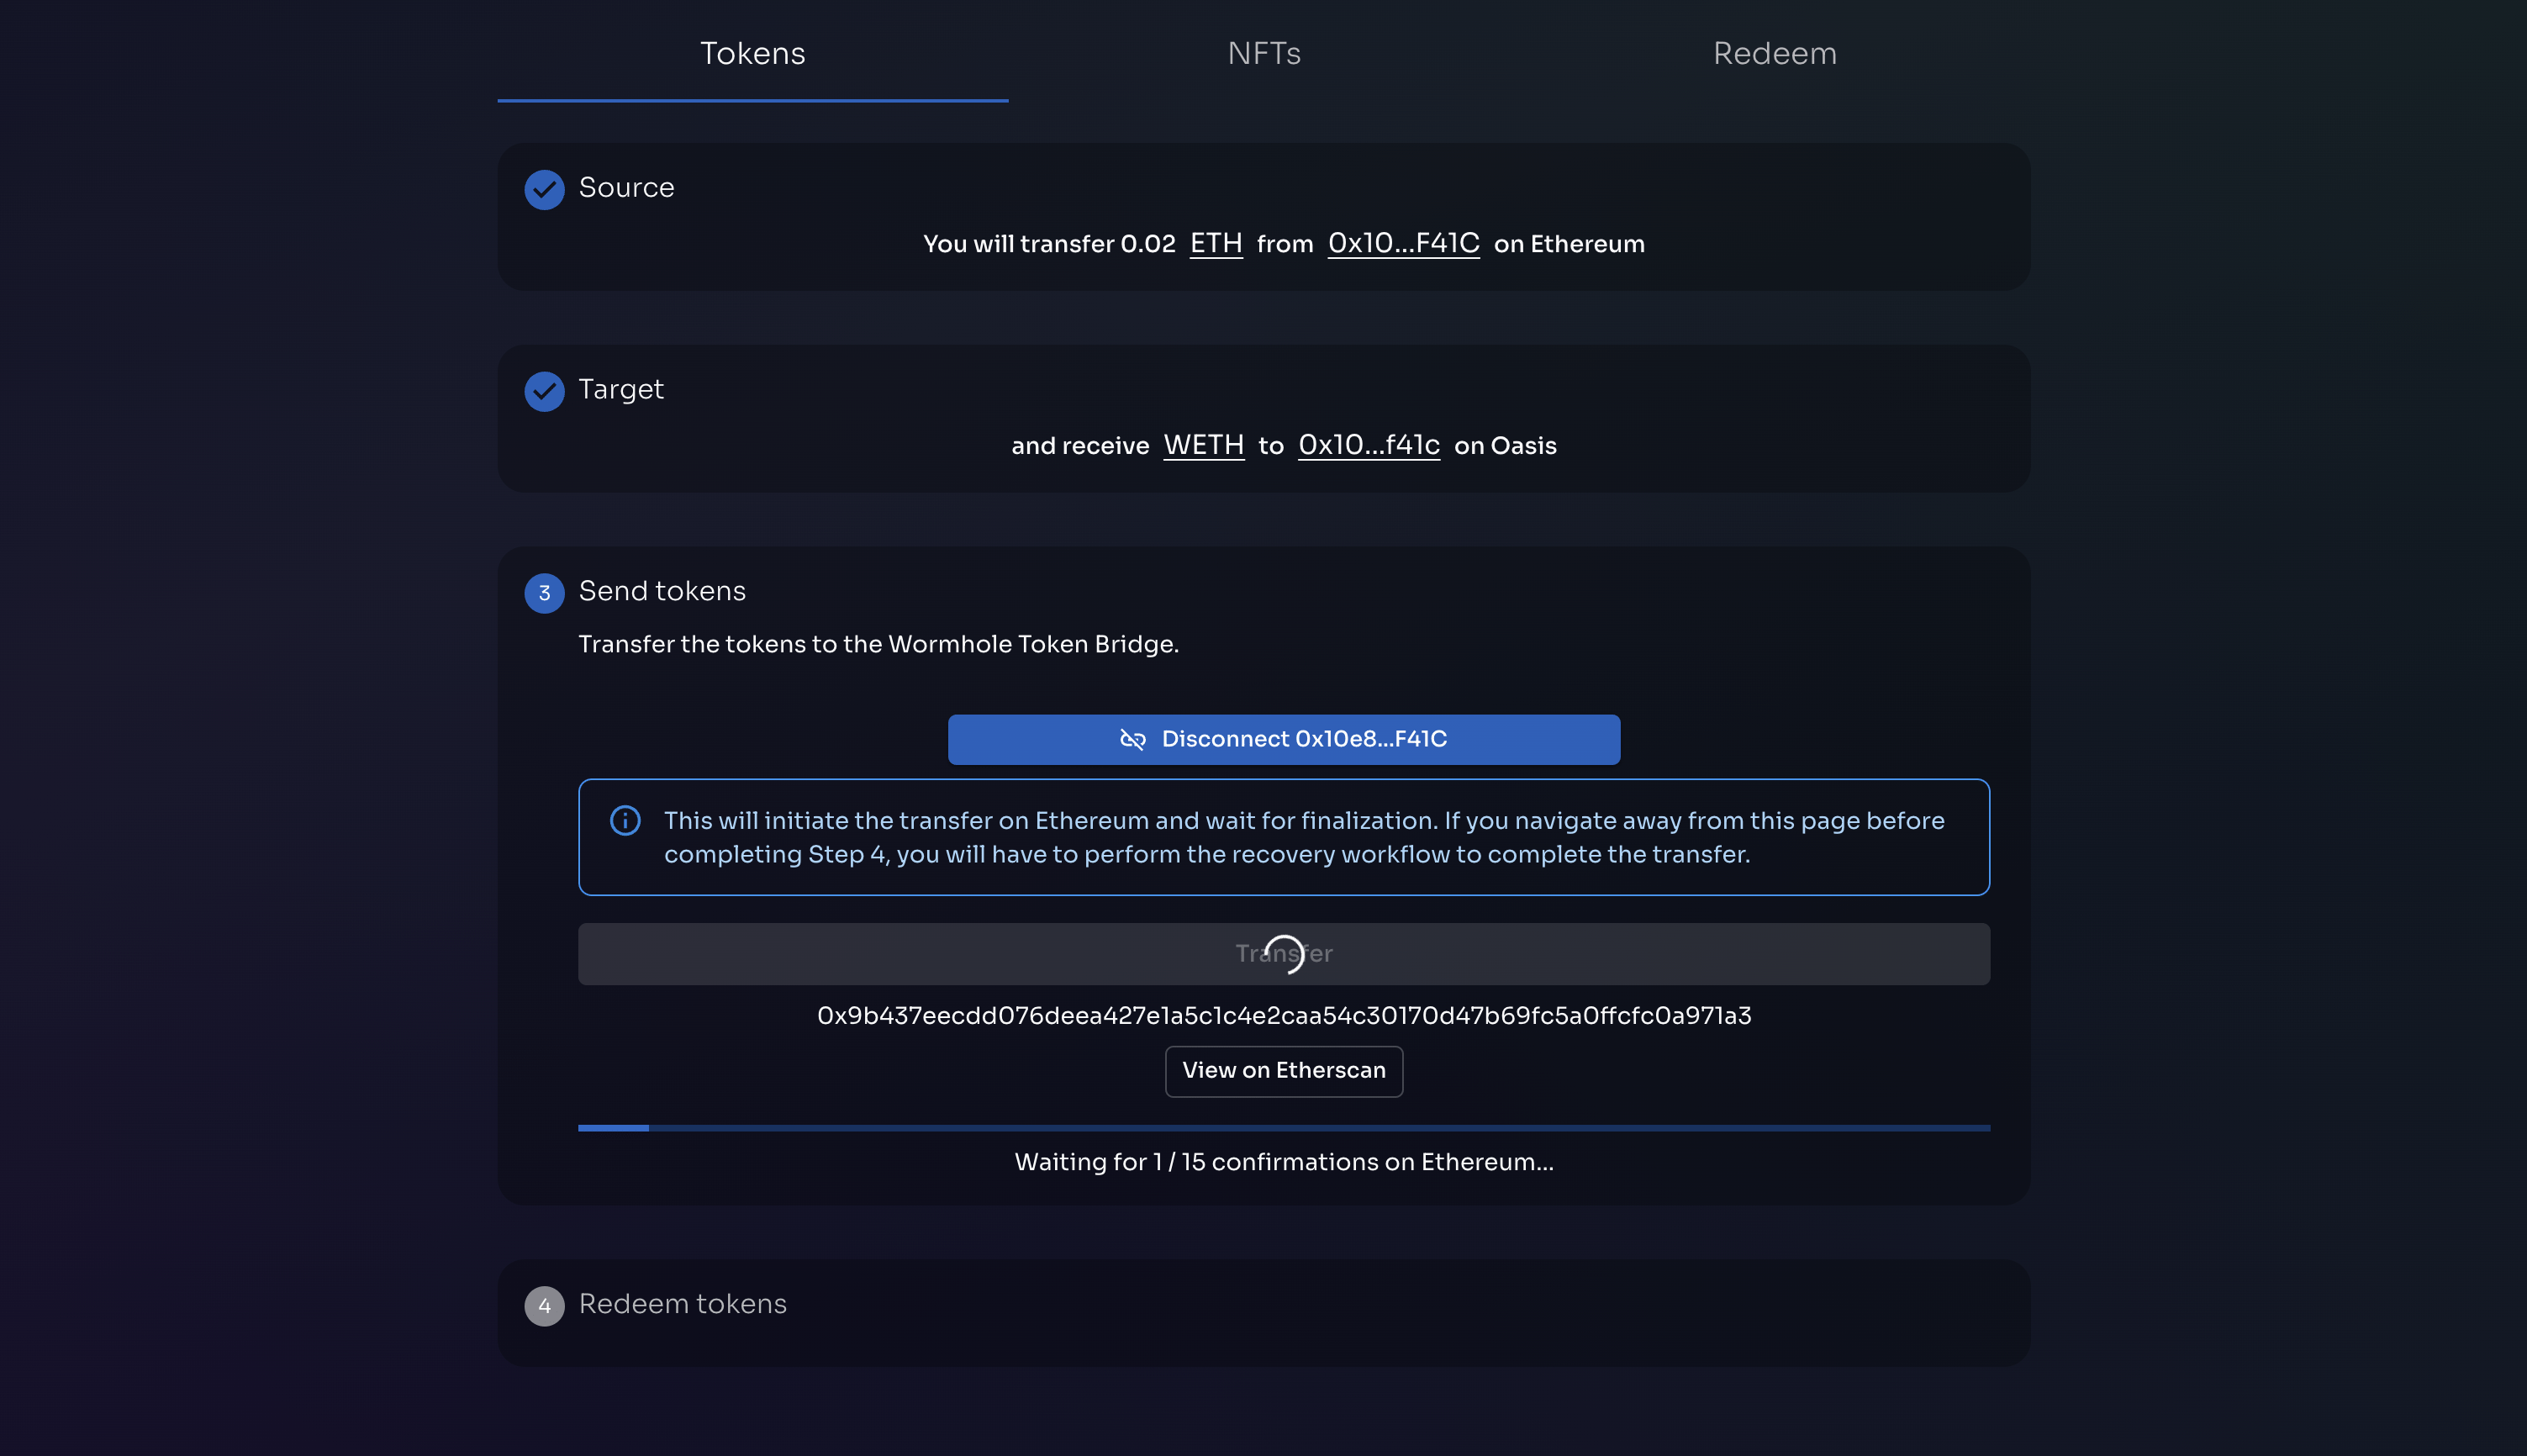 Tokens
NFTs
Redeem
Source
You will transfer 0.02 ETH from 0x10...F41C on Ethereum
Target
and receive WETH to 0x10...f41c on Oasis
3 Send tokens
Transfer the tokens to the Wormhole Token Bridge.
Disconnect 0x10e8...F41C
This will initiate the transfer on Ethereum and wait for finalization. If you navigate away from this page before
completing Step 4, you will have to perform the recovery workflow to complete the transfer.
Transfer
0x9b437eecdd076deea427e1a5c1c4e2caa54c30170d47b69fc5a0ffcfc0a971a3
View on Etherscan
Waiting for 1 / 15 confirmations on Ethereum...
4 Redeem tokens